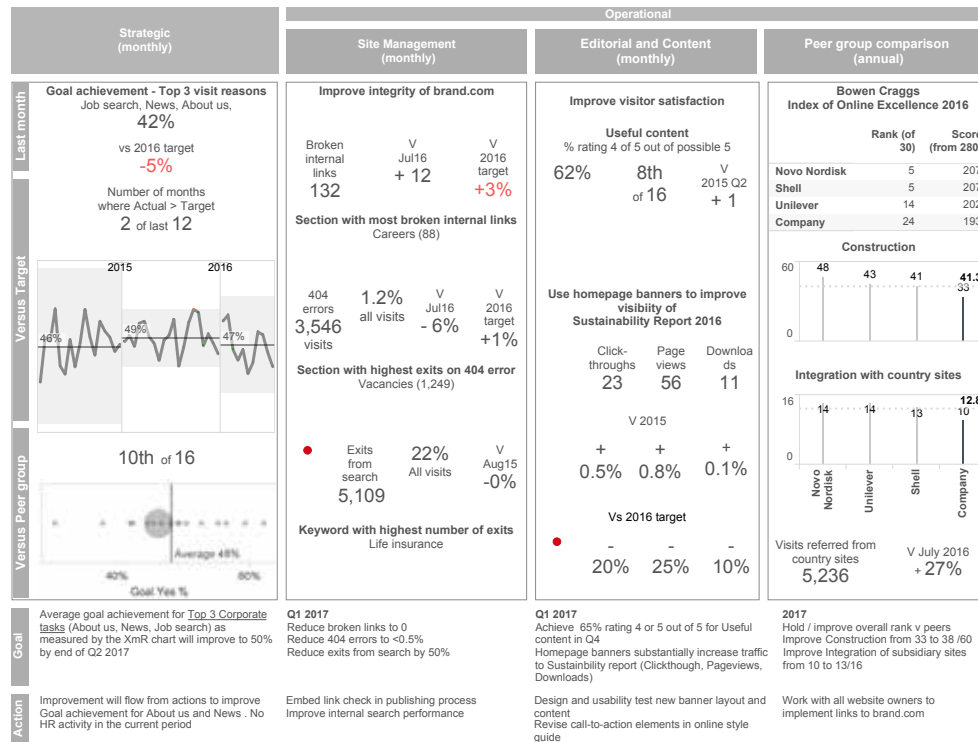 Operational
Strategic
(monthly)
Site Management
(monthly)
Editorial and Content
(monthly)
Peer group comparison
(annual)
Last month
Versus Target
Versus Peer group
Goal
Action
Goal achievement - Top 3 visit reasons
Job search, News, About us,
42%
vs 2016 target
-5%
Number of months
where Actual > Target
2 of last 12
2015
2016
46%
49%
47%
10th of 16
Average 48%
40%
60%
Goal.Yes %
Improve integrity of brand.com
Broken
internal
links
132
V
Jul16
+ 12
V
2016
target
+3%
Section with most broken internal links
Careers (88)
404
errors
3,546
visits
1.2%
all visits
V
Jul16
- 6%
V
2016
target
+1%
Section with highest exits on 404 error
Vacancies (1,249)
Exits
from
search
5,109
22%
All visits
V
Aug15
-0%
Keyword with highest number of exits
Life insurance
Improve visitor satisfaction
Useful content
% rating 4 of 5 out of possible 5
62%
8th
of 16
V
2015 Q2
+ 1
Use homepage banners to improve
visibiity of
Sustainability Report 2016
Click-
throughs
23
Page
views
56
Downloa
ds
11
V 2015
+
0.5%
+
0.8%
+
0.1%
Vs 2016 target
-
20%
-
25%
-
10%
Bowen Craggs
Index of Online Excellence 2016
Rank (of
30)
Score
(from 280
Novo Nordisk 5 207
Shell 5 207
Unilever 14 202
Company 24 193
Construction
60
0
48
43
41
41.3
33
Integration with country sites
16
0
14
14
13
12.8
10
Novo
Nordisk
Unilever
Shell
Company
Visits referred from
country sites
5,236
V July 2016
+ 27%
Average goal achievement for Top 3 Corporate
tasks (About us, News, Job search) as
measured by the XmR chart will improve to 50%
by end of Q2 2017
Q1 2017
Reduce broken links to 0
Reduce 404 errors to <0.5%
Reduce exits from search by 50%
Q1 2017
Achieve 65% rating 4 or 5 out of 5 for Useful
content in Q4
Homepage banners substantially increase traffic
to Sustainbility report (Clickthough, Pageviews,
Downloads)
2017
Hold / improve overall rank v peers
Improve Construction from 33 to 38 /60
Improve Integration of subsidiary sites
from 10 to 13/16
Improvement will flow from actions to improve
Goal achievement for About us and News . No
HR activity in the current period
Embed link check in publishing process
Improve internal search performance
Design and usability test new banner layout and
content
Revise call-to-action elements in online style
guide
Work with all website owners to
implement links to brand.com